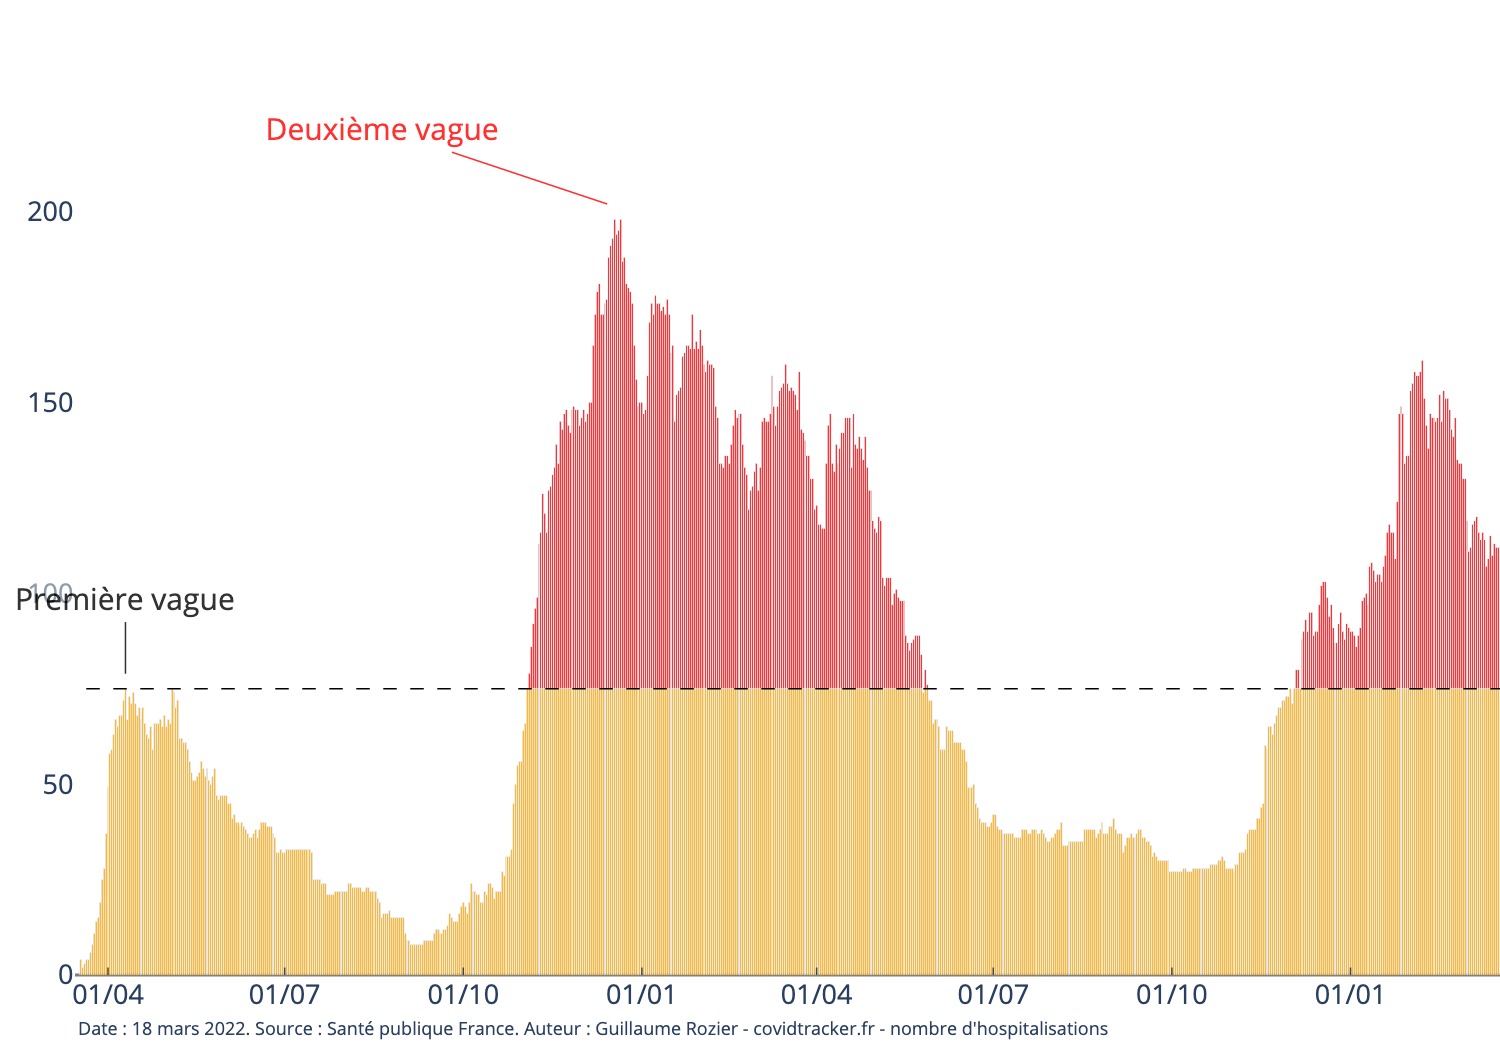 Deuxième vague
200
150
100
Première vague
50
0
01/04 01/07 01/10 01/01 01/04 01/07 01/10 01/01
Date : 18 mars 2022. Source : Santé publique France. Auteur : Guillaume Rozier - covidtracker.fr - nombre d'hospitalisations